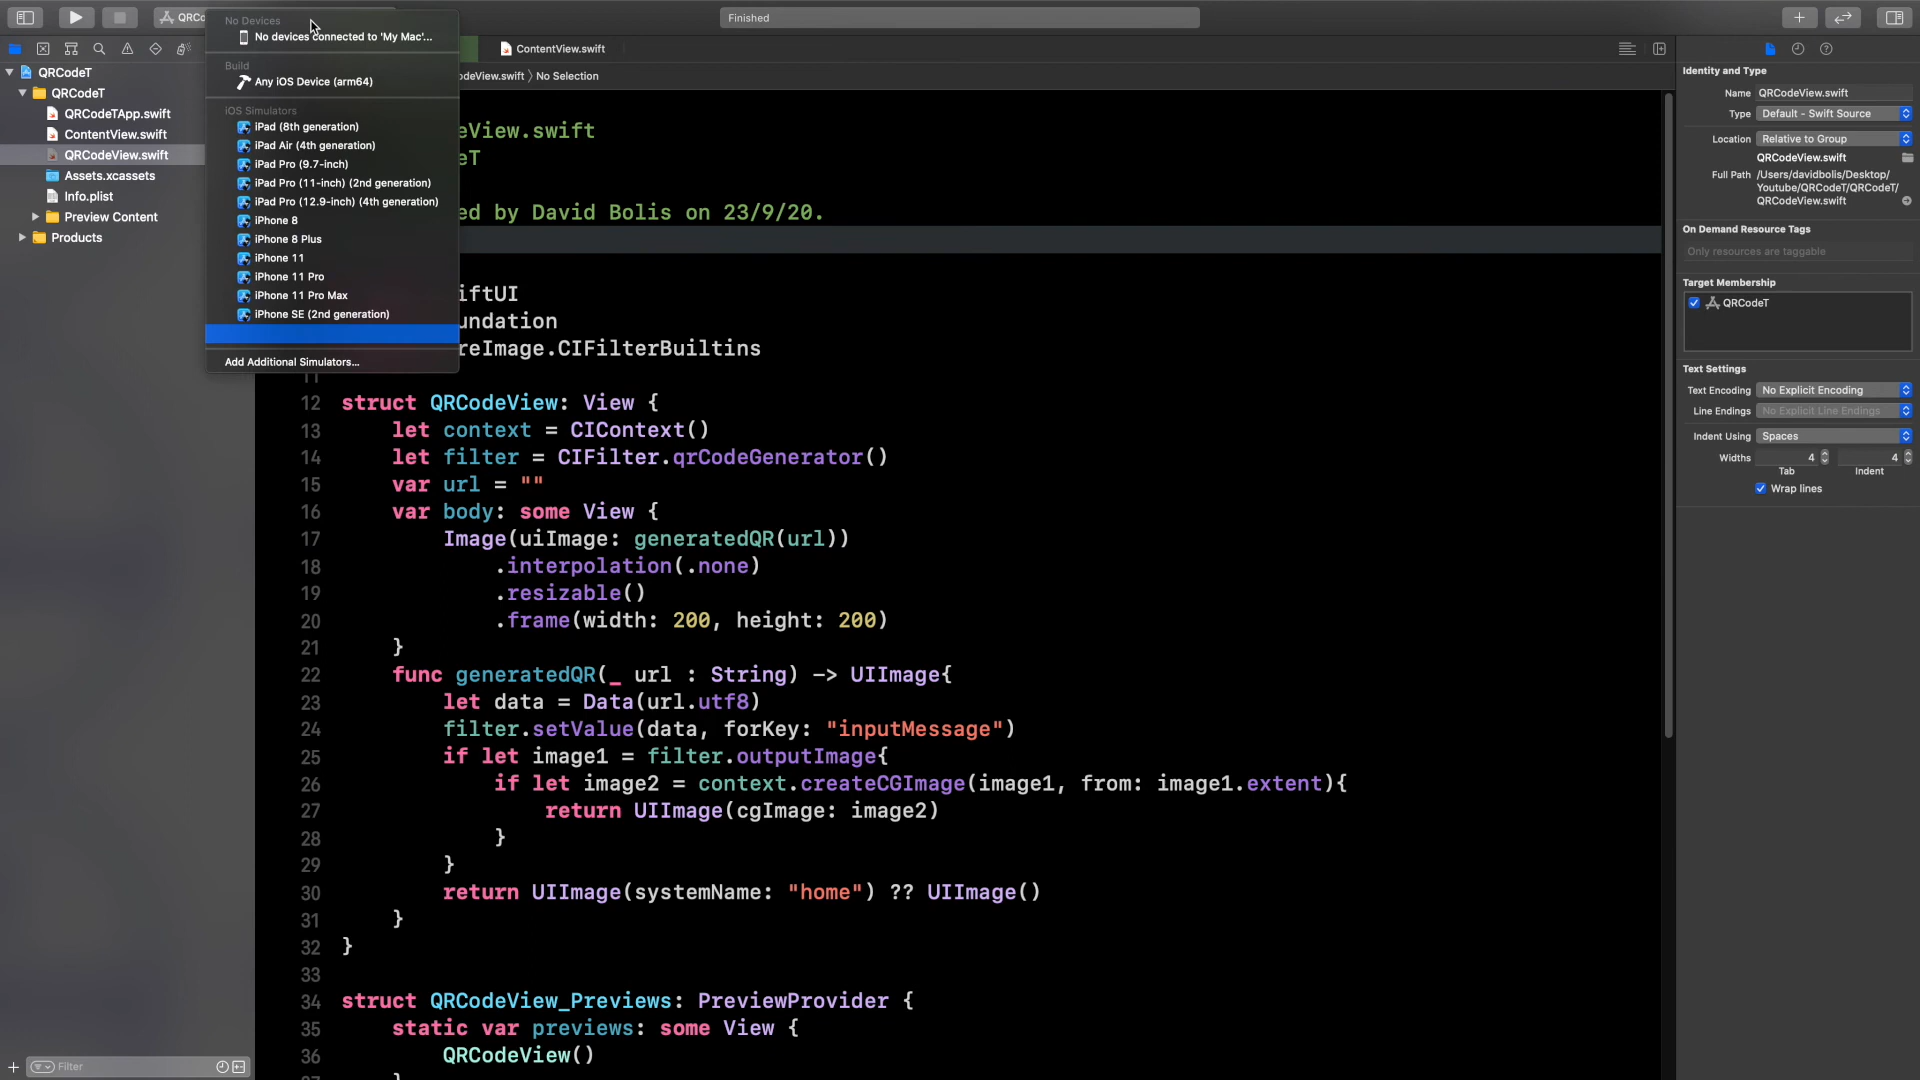 QRCo
Finished
No Devices
No devices connected to 'My Mac'...
Build
Any iOS Device (arm64)
iOS Simulators
iPad (8th generation)
iPad Air (4th generation)
iPad Pro (9.7-inch)
iPad Pro (11-inch) (2nd generation)
iPad Pro (12.9-inch) (4th generation)
iPhone 8
iPhone 8 Plus
iPhone 11
iPhone 11 Pro
iPhone 11 Pro Max
iPhone SE (2nd generation)
Add Additional Simulators...
QRCodeT
QRCodeT
QRCodeTApp.swift
ContentView.swift
QRCodeView.swift
Assets.xcassets
Info.plist
Preview Content
Products
Filter
ContentView.swift
odeView.swift 〉 No Selection
eView.swift
eT
ed by David Bolis on 23/9/20.
iftUI
undation
reImage.CIFilterBuiltins
11
12 struct QRCodeView: View {
13 let context = CIContext()
14 let filter = CIFilter.qrCodeGenerator()
15 var url = ""
16 var body: some View {
17 Image(uiImage: generatedQR(url))
18 .interpolation(.none)
19 .resizable()
20 .frame(width: 200, height: 200)
21 }
22 func generatedQR(_ url : String) -> UIImage{
23 let data = Data(url.utf8)
24 filter.setValue(data, forKey: "inputMessage")
25 if let image1 = filter.outputImage{
26 if let image2 = context.createCGImage(image1, from: image1.extent){
27 return UIImage(cgImage: image2)
28 }
29 }
30 return UIImage(systemName: "home") ?? UIImage()
31 }
32 }
33
34 struct QRCodeView_Previews: PreviewProvider {
35 static var previews: some View {
36 QRCodeView()
Identity and Type
Name QRCodeView.swift
Type Default - Swift Source
Location Relative to Group
QRCodeView.swift
Full Path /Users/davidbolis/Desktop/
Youtube/QRCodeT/QRCodeT/
QRCodeView.swift
On Demand Resource Tags
Only resources are taggable
Target Membership
QRCodeT
Text Settings
Text Encoding No Explicit Encoding
Line Endings No Explicit Line Endings
Indent Using Spaces
Widths 4 4
Tab Indent
Wrap lines